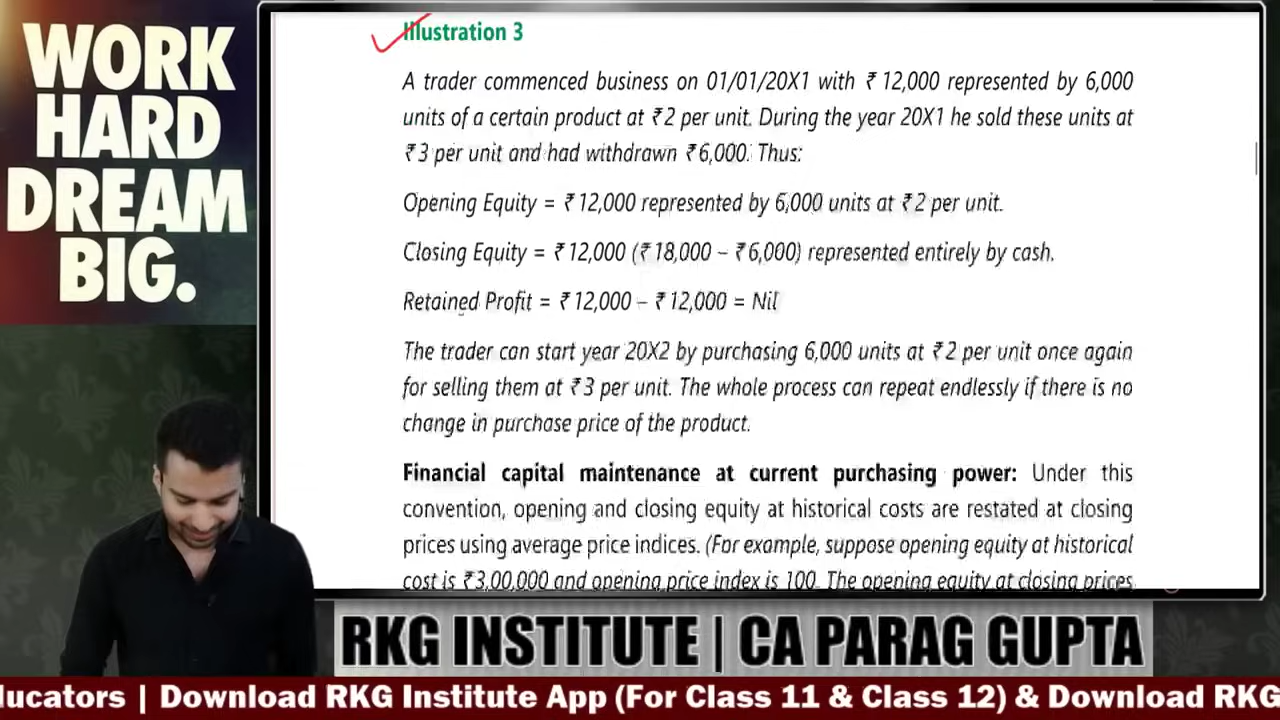 WORK
HARD
DREAM
BIG.
Illustration 3
A trader commenced business on 01/01/20X1 with ₹ 12,000 represented by 6,000
units of a certain product at ₹ 2 per unit. During the year 20X1 he sold these units at
₹ 3 per unit and had withdrawn ₹ 6,000. Thus:
Opening Equity = ₹ 12,000 represented by 6,000 units at ₹ 2 per unit.
Closing Equity = ₹ 12,000 (₹ 18,000 – ₹ 6,000) represented entirely by cash.
Retained Profit = ₹ 12,000 – ₹ 12,000 = Nil
The trader can start year 20X2 by purchasing 6,000 units at ₹ 2 per unit once again
for selling them at ₹ 3 per unit. The whole process can repeat endlessly if there is no
change in purchase price of the product.
Financial capital maintenance at current purchasing power: Under this
convention, opening and closing equity at historical costs are restated at closing
prices using average price indices. (For example, suppose opening equity at historical
cost is ₹ 3,00,000 and opening price index is 100. The opening equity at closing prices
RKG INSTITUTE | CA PARAG GUPTA
ducators | Download RKG Institute App (For Class 11 & Class 12) & Download RKG